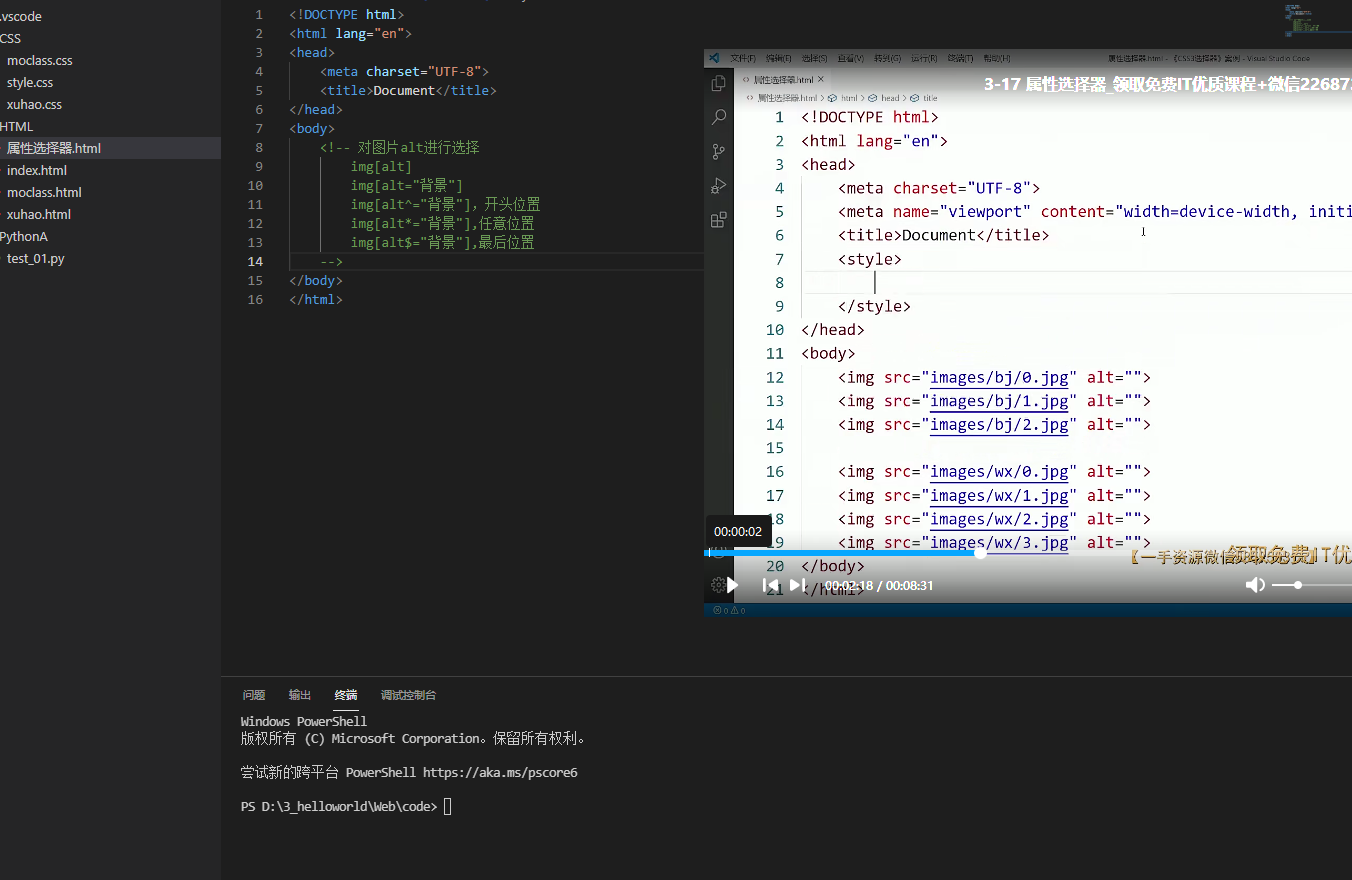 .vscode
CSS
moclass.css
style.css
xuhao.css
HTML
属性选择器.html
index.html
moclass.html
xuhao.html
PythonA
test_01.py
1 <!DOCTYPE html>
2 <html lang="en">
3 <head>
4 <meta charset="UTF-8">
5 <title>Document</title>
6 </head>
7 <body>
8 <!-- 对图片alt进行选择
9 img[alt]
10 img[alt="背景"]
11 img[alt^="背景"], 开头位置
12 img[alt*="背景"],任意位置
13 img[alt$="背景"],最后位置
14 -->
15 </body>
16 </html>
文件(F) 编辑(E) 选择(S) 查看(V) 转到(G) 运行(R) 终端(T) 帮助(H) 属性选择器.html - 《CSS3选择器》案例 - Visual Studio Code
属性选择器.html ×
3-17 属性选择器_领取免费IT优质课程+微信22687
属性选择器.html > html > head > title
1 <!DOCTYPE html>
2 <html lang="en">
3 <head>
4 <meta charset="UTF-8">
5 <meta name="viewport" content="width=device-width, initi
6 <title>Document</title>
7 <style>
8
9 </style>
10 </head>
11 <body>
12 <img src="images/bj/0.jpg" alt="">
13 <img src="images/bj/1.jpg" alt="">
14 <img src="images/bj/2.jpg" alt="">
15
16 <img src="images/wx/0.jpg" alt="">
17 <img src="images/wx/1.jpg" alt="">
18 <img src="images/wx/2.jpg" alt="">
00:00:02
19 <img src="images/wx/3.jpg" alt="">
【一手资源微信
领取免费IT优
20 </body>
21 </html>
00:02:18 / 00:08:31
0 0
问题 输出 终端 调试控制台
Windows PowerShell
版权所有 (C) Microsoft Corporation。保留所有权利。
尝试新的跨平台 PowerShell https://aka.ms/pscore6
PS D:\3_helloworld\Web\code>